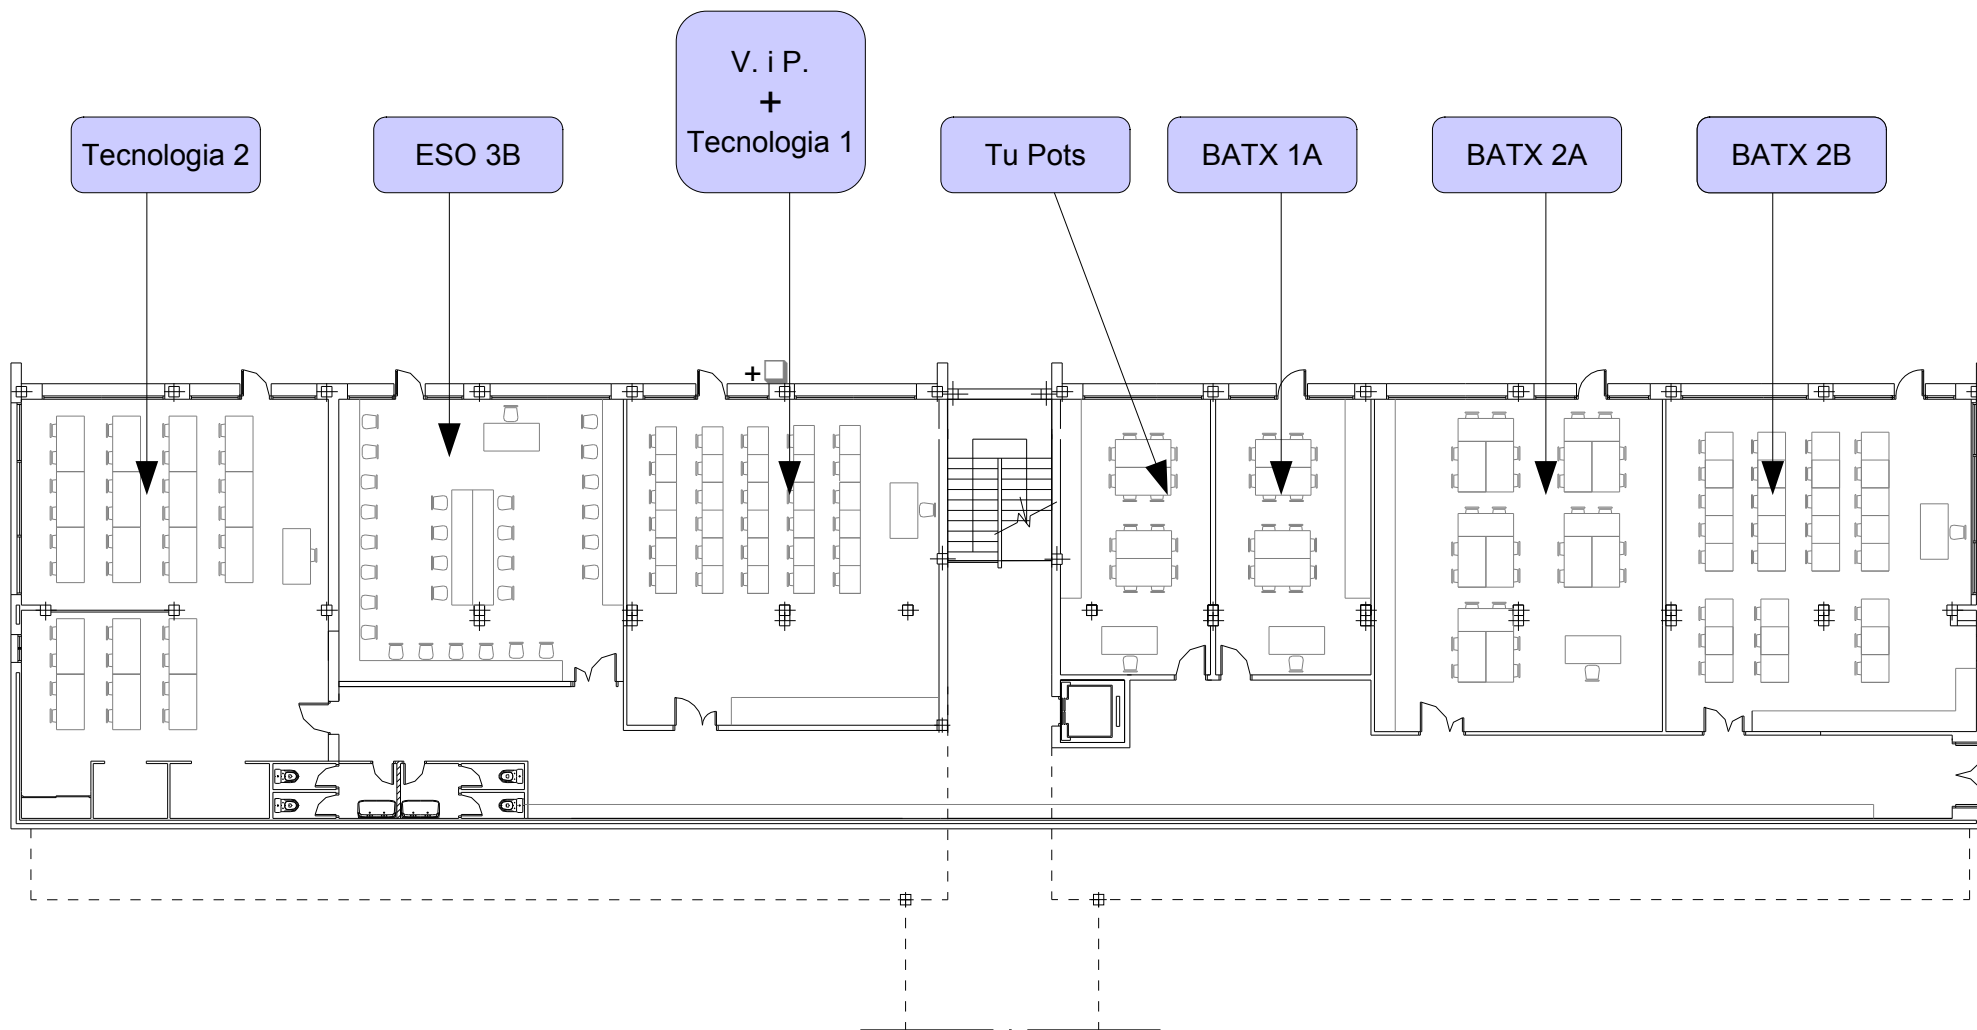 V. i P.
+
Tecnologia 1
Tecnologia 2
ESO 3B
Tu Pots
BATX 1A
BATX 2A
BATX 2B
+